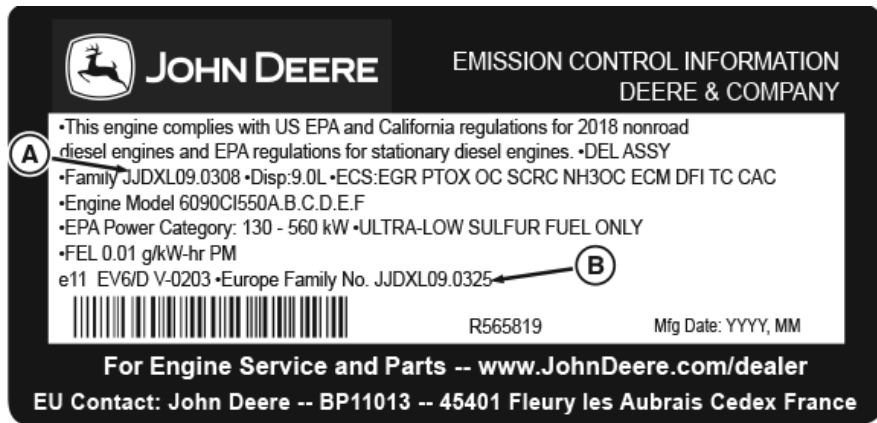 JOHN DEERE
EMISSION CONTROL INFORMATION
DEERE & COMPANY
•This engine complies with US EPA and California regulations for 2018 nonroad
diesel engines and EPA regulations for stationary diesel engines. •DEL ASSY
A
•Family JJDXL09.0308 •Disp:9.0L •ECS:EGR PTOX OC SCRC NH3OC ECM DFI TC CAC
•Engine Model 6090CI550A.B.C.D.E.F
•EPA Power Category: 130 - 560 kW •ULTRA-LOW SULFUR FUEL ONLY
•FEL 0.01 g/kW-hr PM
e11 EV6/D V-0203 •Europe Family No. JJDXL09.0325
B
R565819
Mfg Date: YYYY, MM
For Engine Service and Parts -- www.JohnDeere.com/dealer
EU Contact: John Deere -- BP11013 -- 45401 Fleury les Aubrais Cedex France